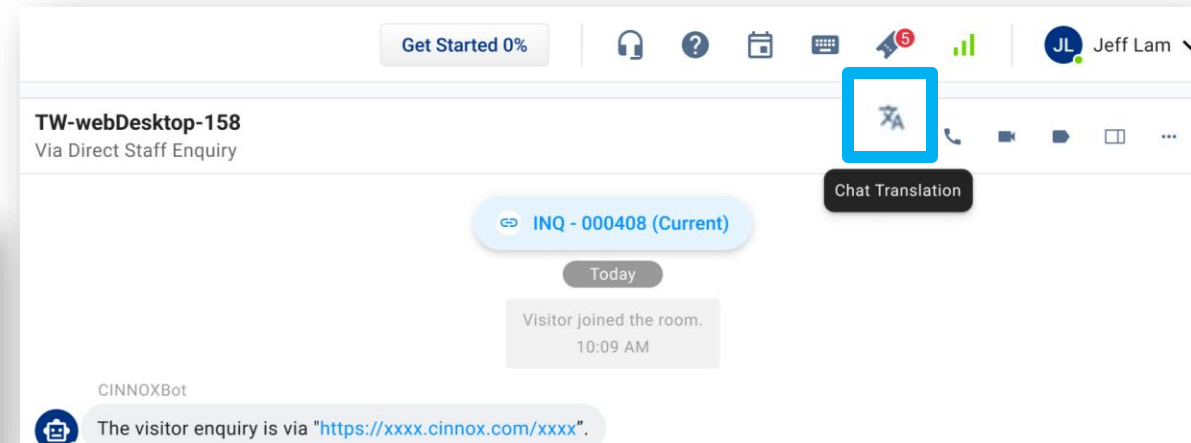 Get Started 0%
5
JL
Jeff Lam
TW-webDesktop-158
Via Direct Staff Enquiry
文A
Chat Translation
INQ - 000408 (Current)
Today
Visitor joined the room.
10:09 AM
CINNOXBot
The visitor enquiry is via "https://xxxx.cinnox.com/xxxx”.